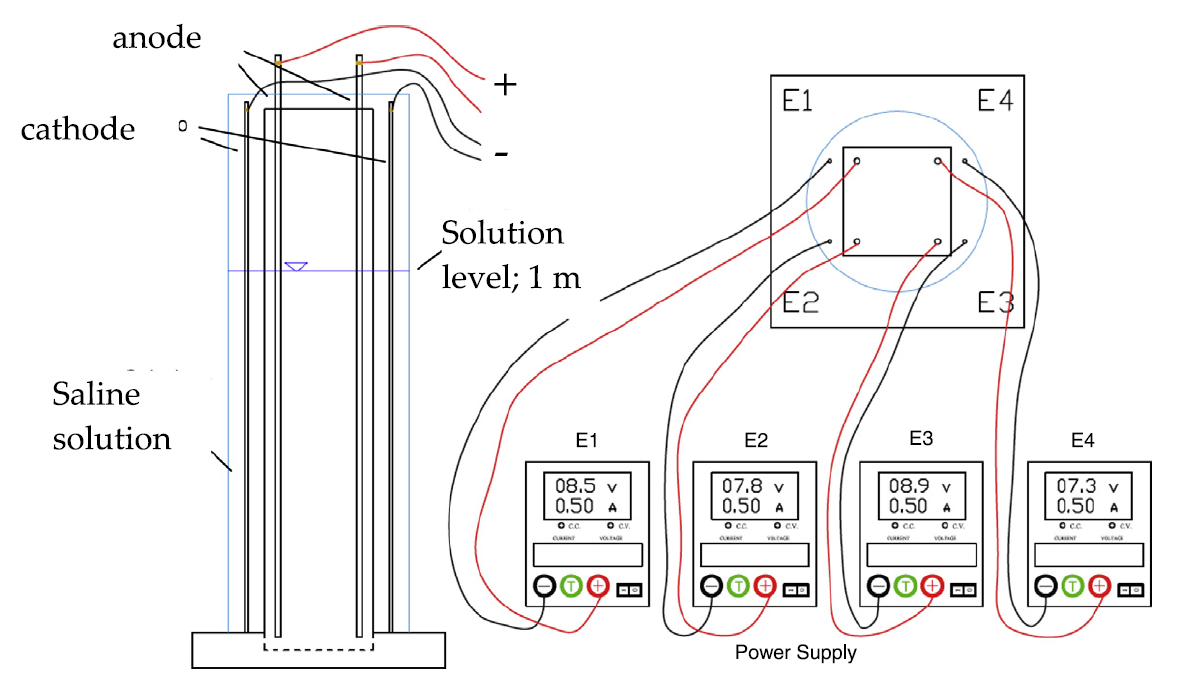 anode
+
cathode
-
Solution
level; 1 m
Saline
solution
E1
E4
E2
E3
E1
08.5 V
0.50 A
C.C. C.V.
CURRENT VOLTAGE
- T +
E2
07.8 V
0.50 A
C.C. C.V.
CURRENT VOLTAGE
- T +
E3
08.9 V
0.50 A
C.C. C.V.
CURRENT VOLTAGE
- T +
E4
07.3 V
0.50 A
C.C. C.V.
CURRENT VOLTAGE
- T +
Power Supply